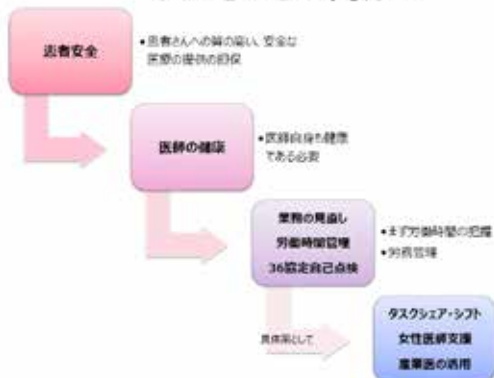 患者安全
•患者さんへの質の高い、安全な
医療の提供の担保
医師の健康
•医師自身も健康
である必要
業務の見直し
労働時間管理
36協定自己点検
•まず労働時間の把握
•労務管理
具体策として
タスクシェア・シフト
女性医師支援
産業医の活用